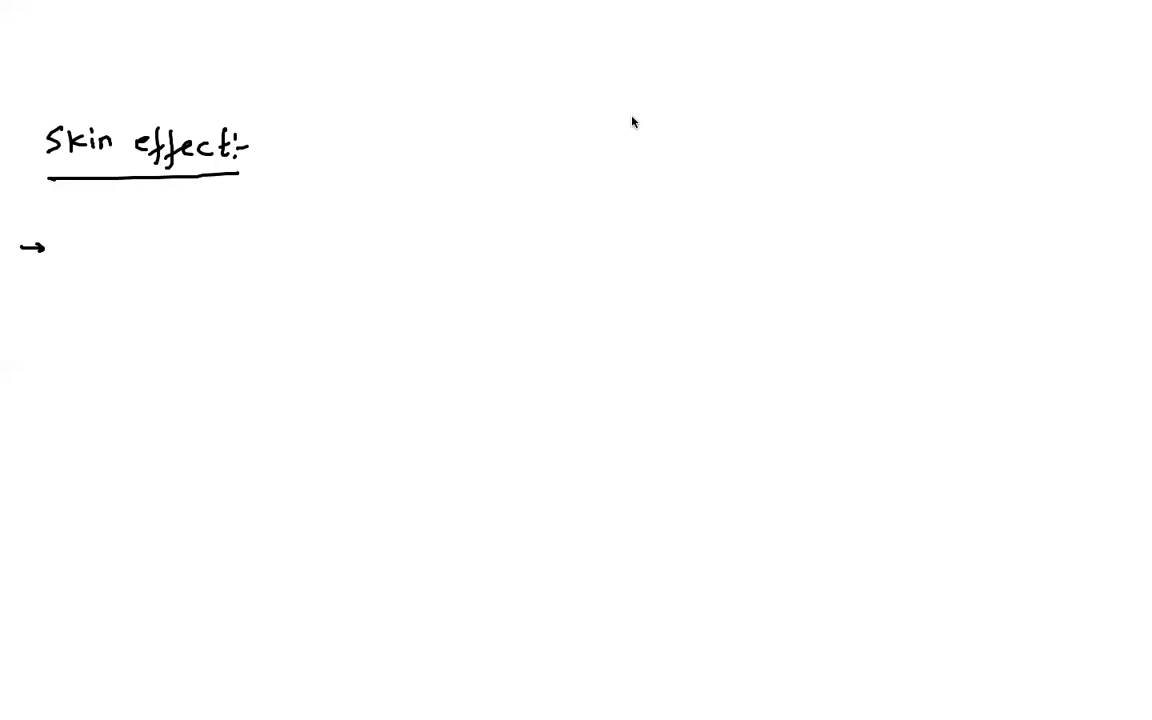 Skin effect:-
→